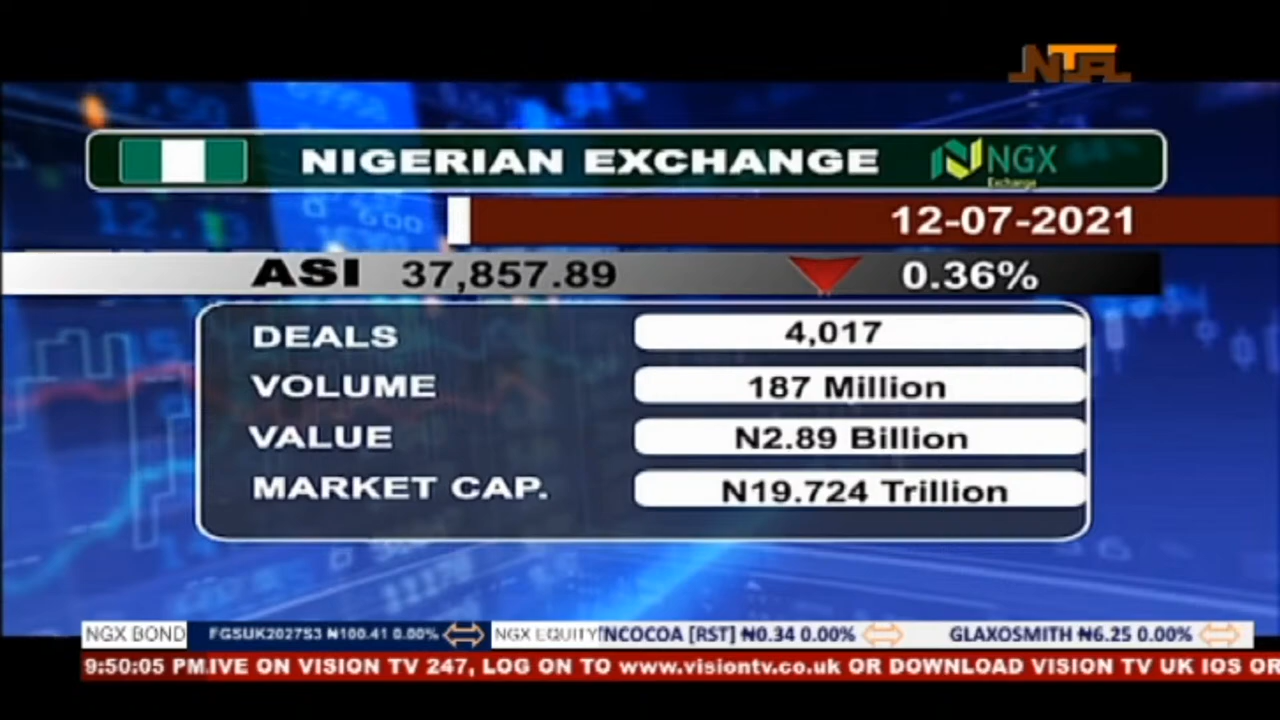 NTA
NIGERIAN EXCHANGE
NGX
Exchange
12-07-2021
ASI 37,857.89 0.36%
DEALS 4,017
VOLUME 187 Million
VALUE N2.89 Billion
MARKET CAP. N19.724 Trillion
NGX BOND FGSUK2027S3 ₦100.41 0.00% NGX EQUITY NCOCOA [RST] ₦0.34 0.00% GLAXOSMITH ₦6.25 0.00%
9:50:05 PM IVE ON VISION TV 247, LOG ON TO www.visiontv.co.uk OR DOWNLOAD VISION TV UK IOS OR